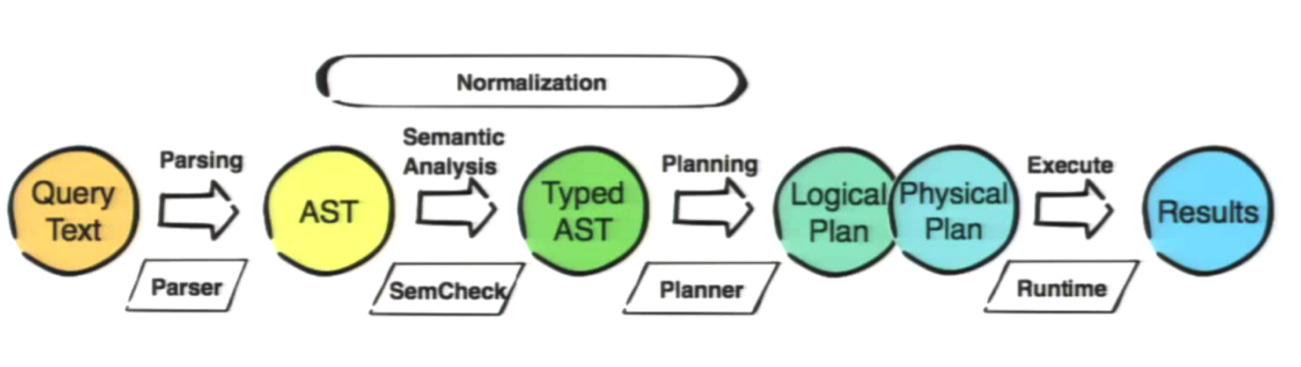 Normalization
Query
Text
Parsing
Parser
AST
Semantic
Analysis
SemCheck
Typed
AST
Planning
Planner
Logical
Plan
Physical
Plan
Execute
Runtime
Results